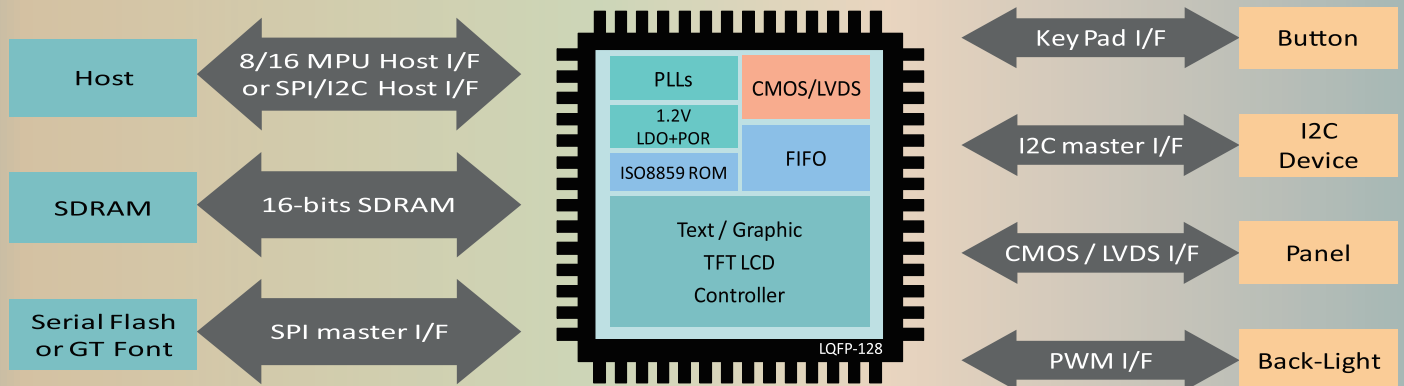 Host
8/16 MPU Host I/F
or SPI/I2C Host I/F
SDRAM
16-bits SDRAM
Serial Flash
or GT Font
SPI master I/F
PLLs
CMOS/LVDS
1.2V
LDO+POR
FIFO
ISO8859 ROM
Text / Graphic
TFT LCD
Controller
LQFP-128
Key Pad I/F
Button
I2C master I/F
I2C
Device
CMOS / LVDS I/F
Panel
PWM I/F
Back-Light